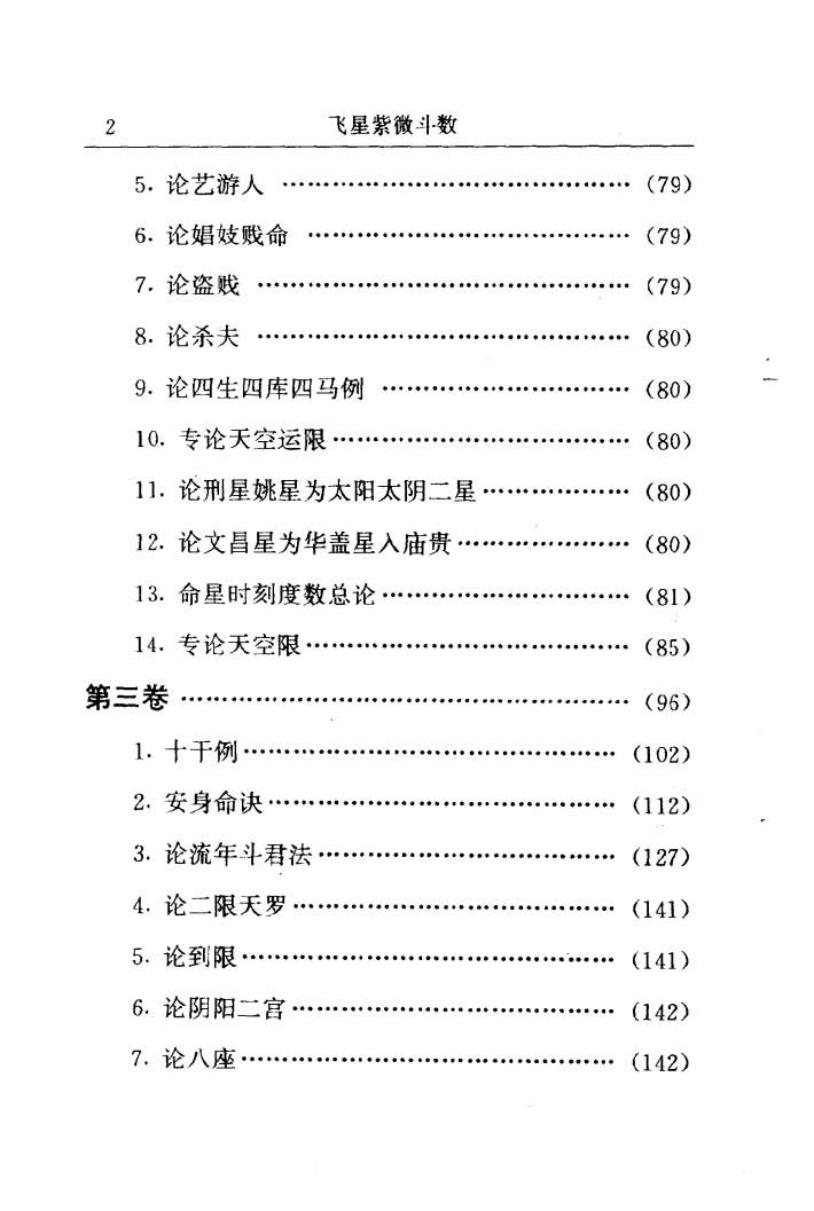 2 飞星紫微斗数
5. 论艺游人 …………………………………… (79)
6. 论娼妓贱命 ………………………………… (79)
7. 论盗贱 ……………………………………… (79)
8. 论杀夫 ……………………………………… (80)
9. 论四生四库四马例 ………………………… (80)
10. 专论天空运限……………………………… (80)
11. 论刑星姚星为太阳太阴二星……………… (80)
12. 论文昌星为华盖星入庙贵………………… (80)
13. 命星时刻度数总论………………………… (81)
14. 专论天空限………………………………… (85)
第三卷 ……………………………………………… (96)
1. 十干例……………………………………… (102)
2. 安身命诀…………………………………… (112)
3. 论流年斗君法……………………………… (127)
4. 论二限天罗………………………………… (141)
5. 论到限……………………………………… (141)
6. 论阴阳二宫………………………………… (142)
7. 论八座……………………………………… (142)